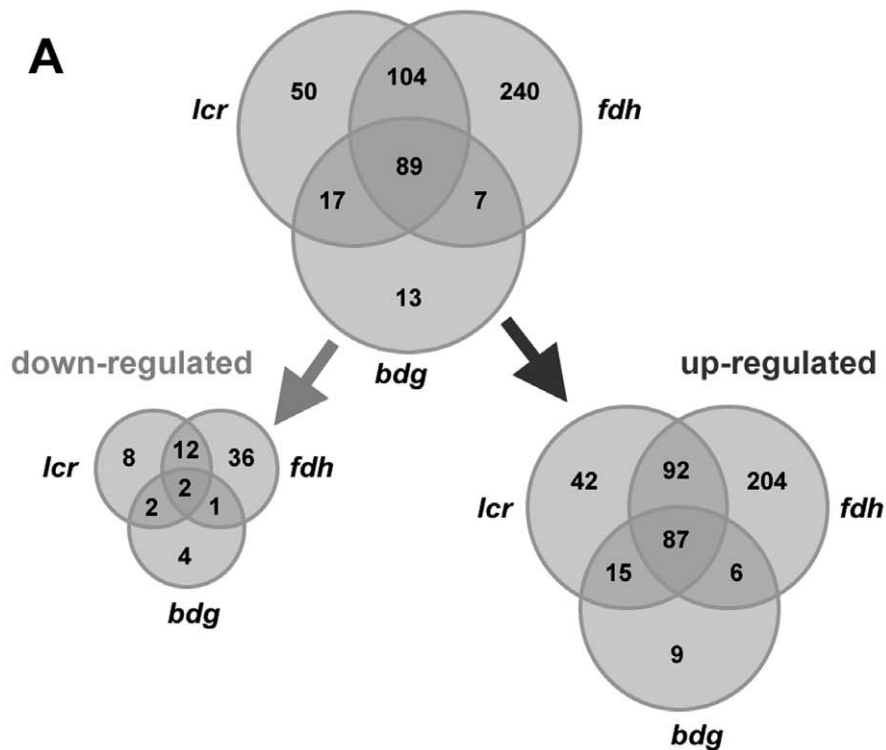 A
50 104 240
lcr fdh
89
17 7
13
down-regulated bdg up-regulated
8 12 36
lcr fdh
2
2 1
4
bdg
42 92 204
lcr fdh
87
15 6
9
bdg